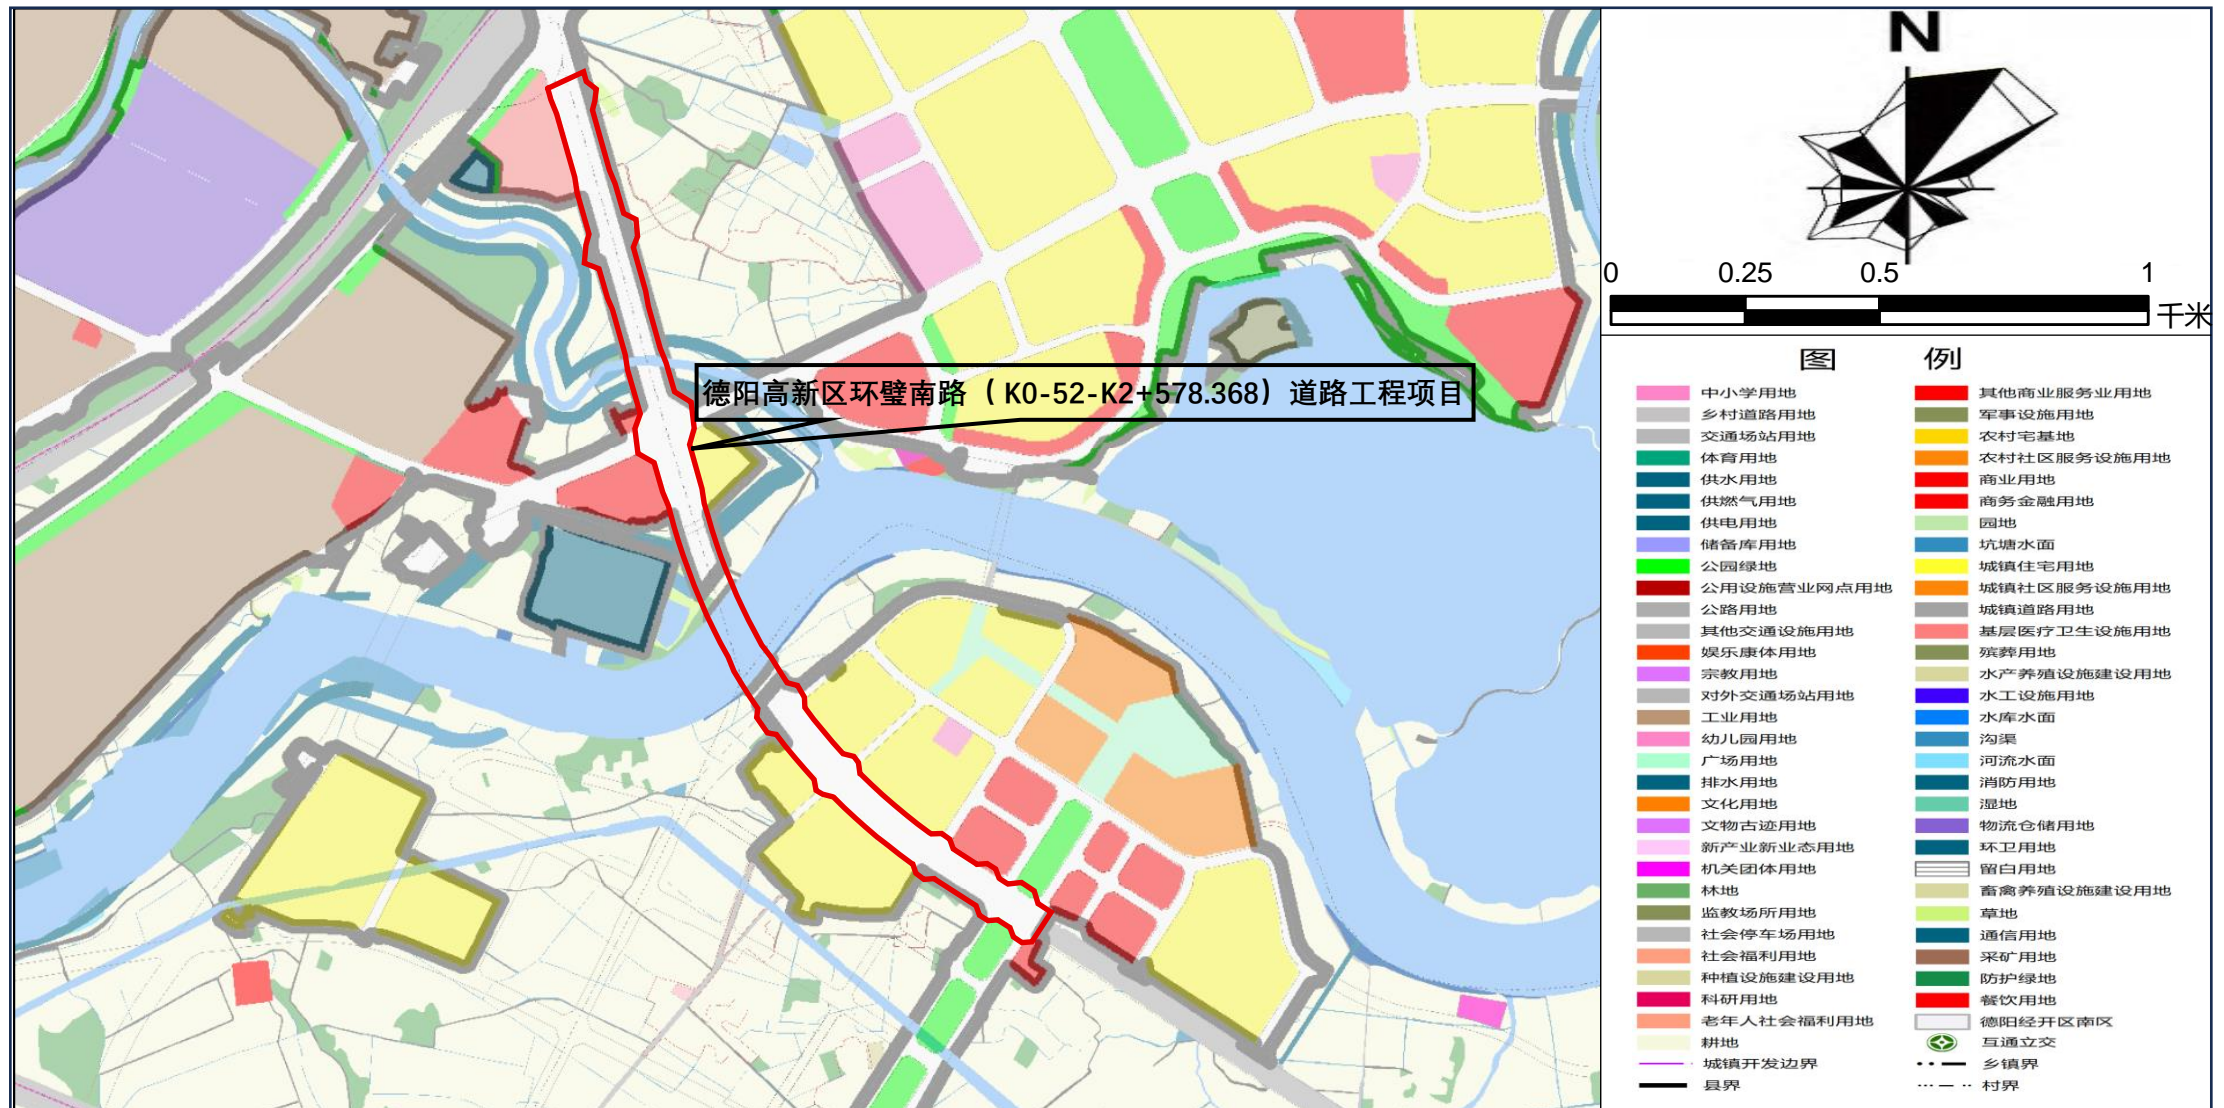 N
0 0.25 0.5 1
千米
德阳高新区环璧南路（K0-52-K2+578.368）道路工程项目
图 例
中小学用地
乡村道路用地
交通场站用地
体育用地
供水用地
供燃气用地
供电用地
储备库用地
公园绿地
公用设施营业网点用地
公路用地
其他交通设施用地
娱乐康体用地
宗教用地
对外交通场站用地
工业用地
幼儿园用地
广场用地
排水用地
文化用地
文物古迹用地
新产业新业态用地
机关团体用地
林地
监教场所用地
社会停车场用地
社会福利用地
种植设施建设用地
科研用地
老年人社会福利用地
耕地
城镇开发边界
县界
其他商业服务业用地
军事设施用地
农村宅基地
农村社区服务设施用地
商业用地
商务金融用地
园地
坑塘水面
城镇住宅用地
城镇社区服务设施用地
城镇道路用地
基层医疗卫生设施用地
殡葬用地
水产养殖设施建设用地
水工设施用地
水库水面
沟渠
河流水面
消防用地
湿地
物流仓储用地
环卫用地
留白用地
畜禽养殖设施建设用地
草地
通信用地
采矿用地
防护绿地
餐饮用地
德阳经开区南区
互通立交
乡镇界
村界